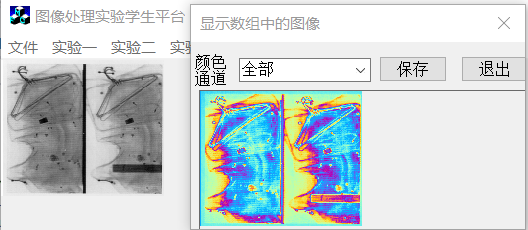 图像处理实验学生平台
文件 实验一 实验二
显示数组中的图像
颜色通道 全部 保存 退出